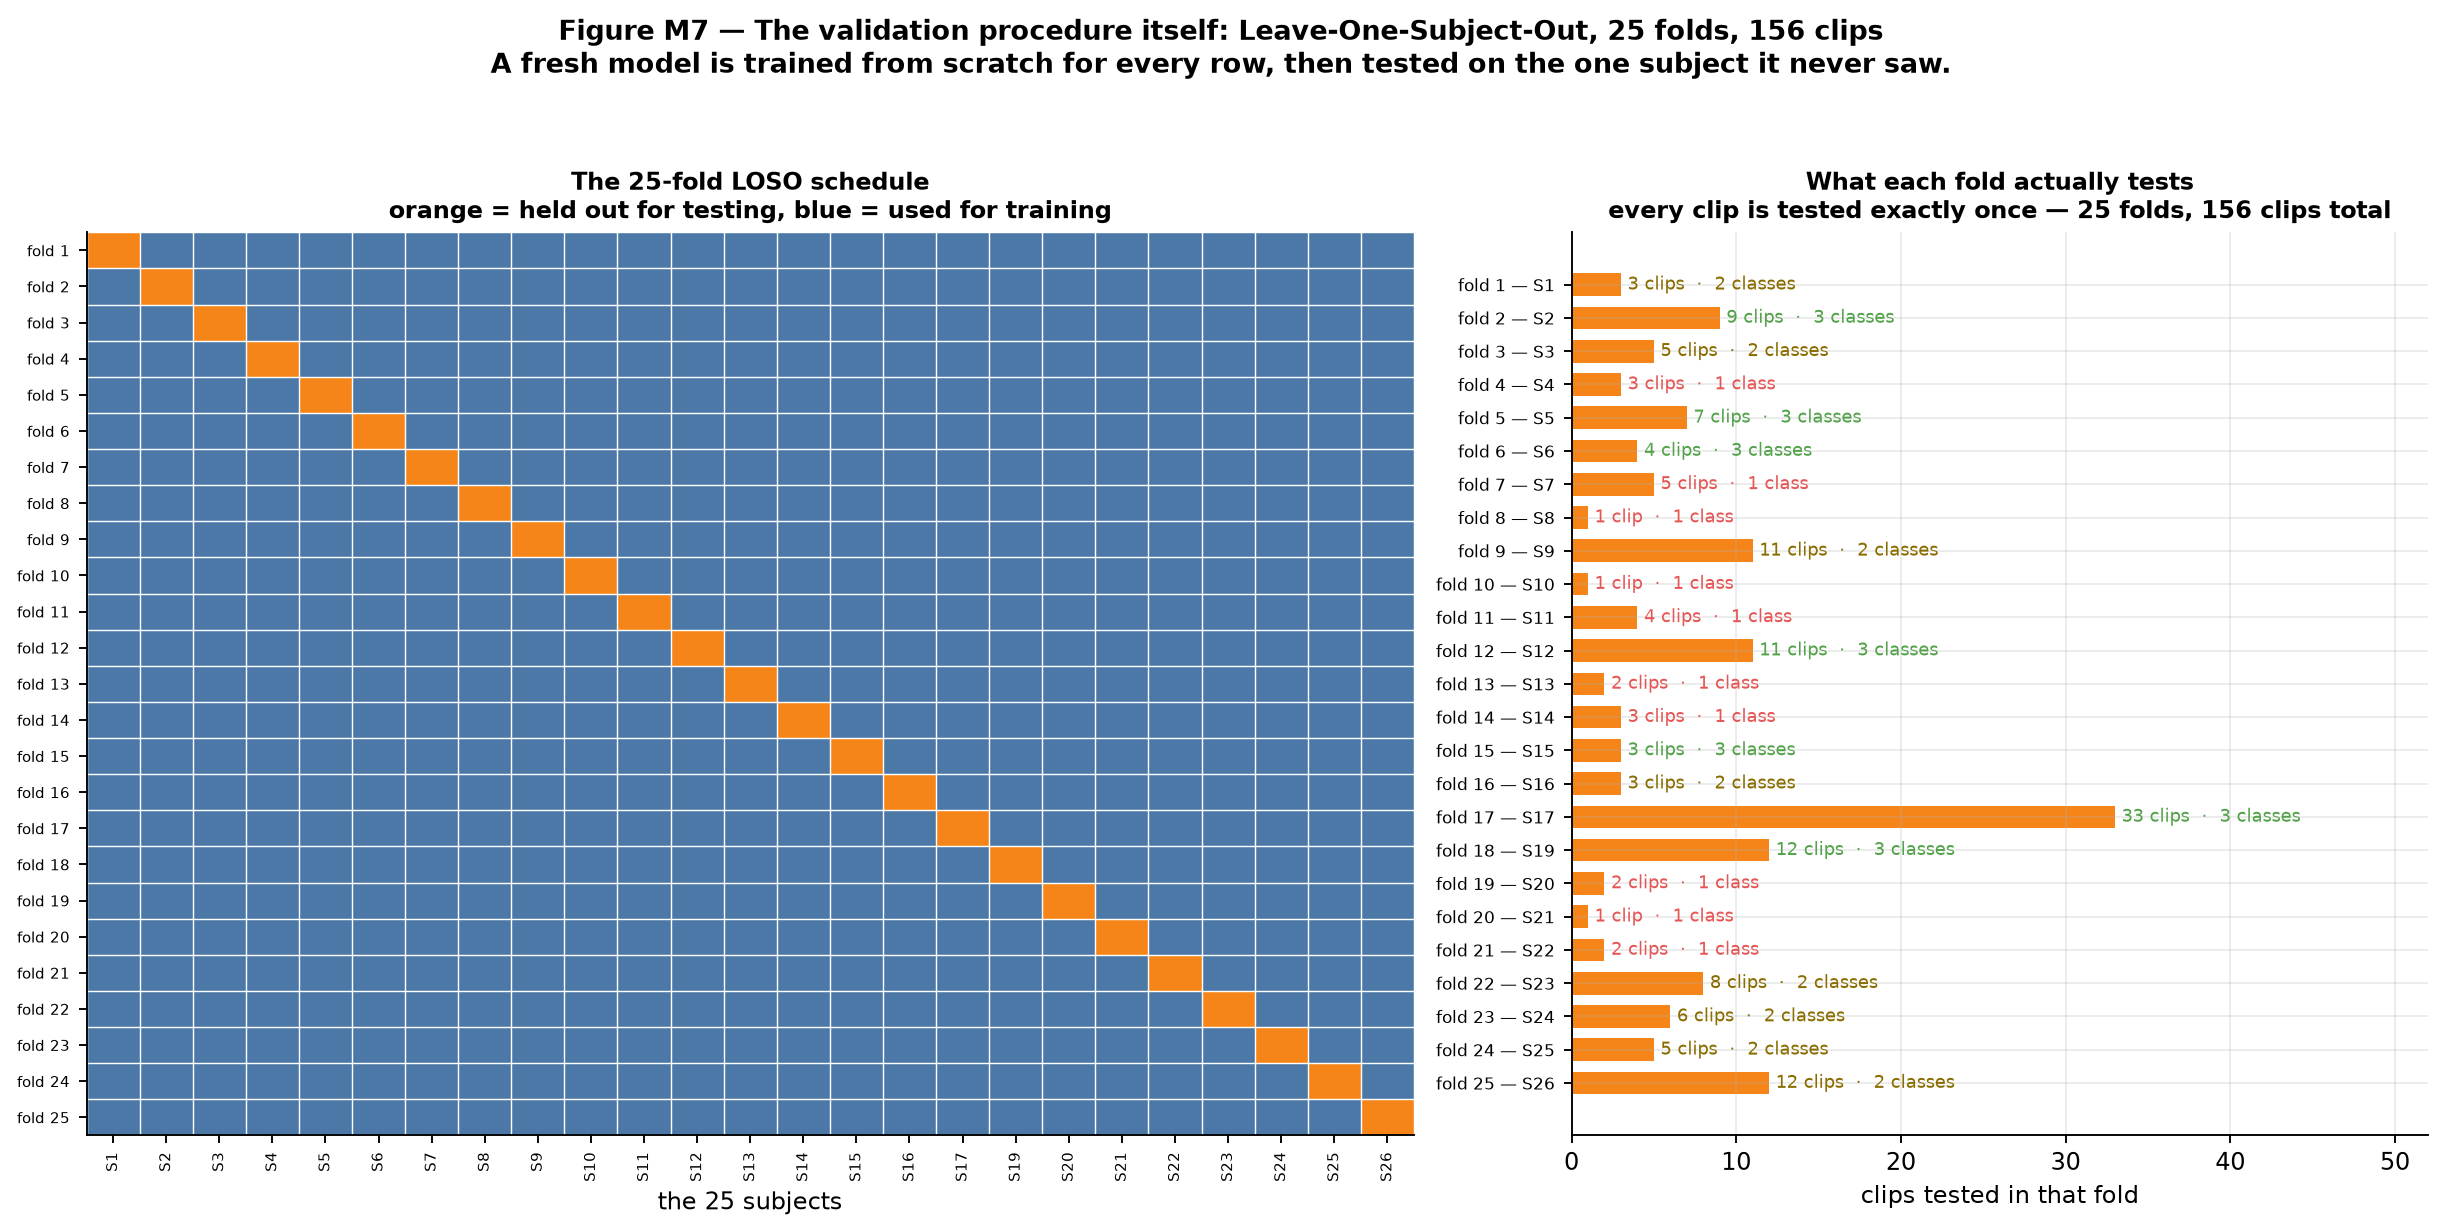 Figure M7 — The validation procedure itself: Leave-One-Subject-Out, 25 folds, 156 clips
A fresh model is trained from scratch for every row, then tested on the one subject it never saw.
The 25-fold LOSO schedule
orange = held out for testing, blue = used for training
fold 1
fold 2
fold 3
fold 4
fold 5
fold 6
fold 7
fold 8
fold 9
fold 10
fold 11
fold 12
fold 13
fold 14
fold 15
fold 16
fold 17
fold 18
fold 19
fold 20
fold 21
fold 22
fold 23
fold 24
fold 25
S1 S2 S3 S4 S5 S6 S7 S8 S9 S10 S11 S12 S13 S14 S15 S16 S17 S19 S20 S21 S22 S23 S24 S25 S26
the 25 subjects
What each fold actually tests
every clip is tested exactly once — 25 folds, 156 clips total
fold 1 — S1 3 clips · 2 classes
fold 2 — S2 9 clips · 3 classes
fold 3 — S3 5 clips · 2 classes
fold 4 — S4 3 clips · 1 class
fold 5 — S5 7 clips · 3 classes
fold 6 — S6 4 clips · 3 classes
fold 7 — S7 5 clips · 1 class
fold 8 — S8 1 clip · 1 class
fold 9 — S9 11 clips · 2 classes
fold 10 — S10 1 clip · 1 class
fold 11 — S11 4 clips · 1 class
fold 12 — S12 11 clips · 3 classes
fold 13 — S13 2 clips · 1 class
fold 14 — S14 3 clips · 1 class
fold 15 — S15 3 clips · 3 classes
fold 16 — S16 3 clips · 2 classes
fold 17 — S17 33 clips · 3 classes
fold 18 — S19 12 clips · 3 classes
fold 19 — S20 2 clips · 1 class
fold 20 — S21 1 clip · 1 class
fold 21 — S22 2 clips · 1 class
fold 22 — S23 8 clips · 2 classes
fold 23 — S24 6 clips · 2 classes
fold 24 — S25 5 clips · 2 classes
fold 25 — S26 12 clips · 2 classes
0 10 20 30 40 50
clips tested in that fold